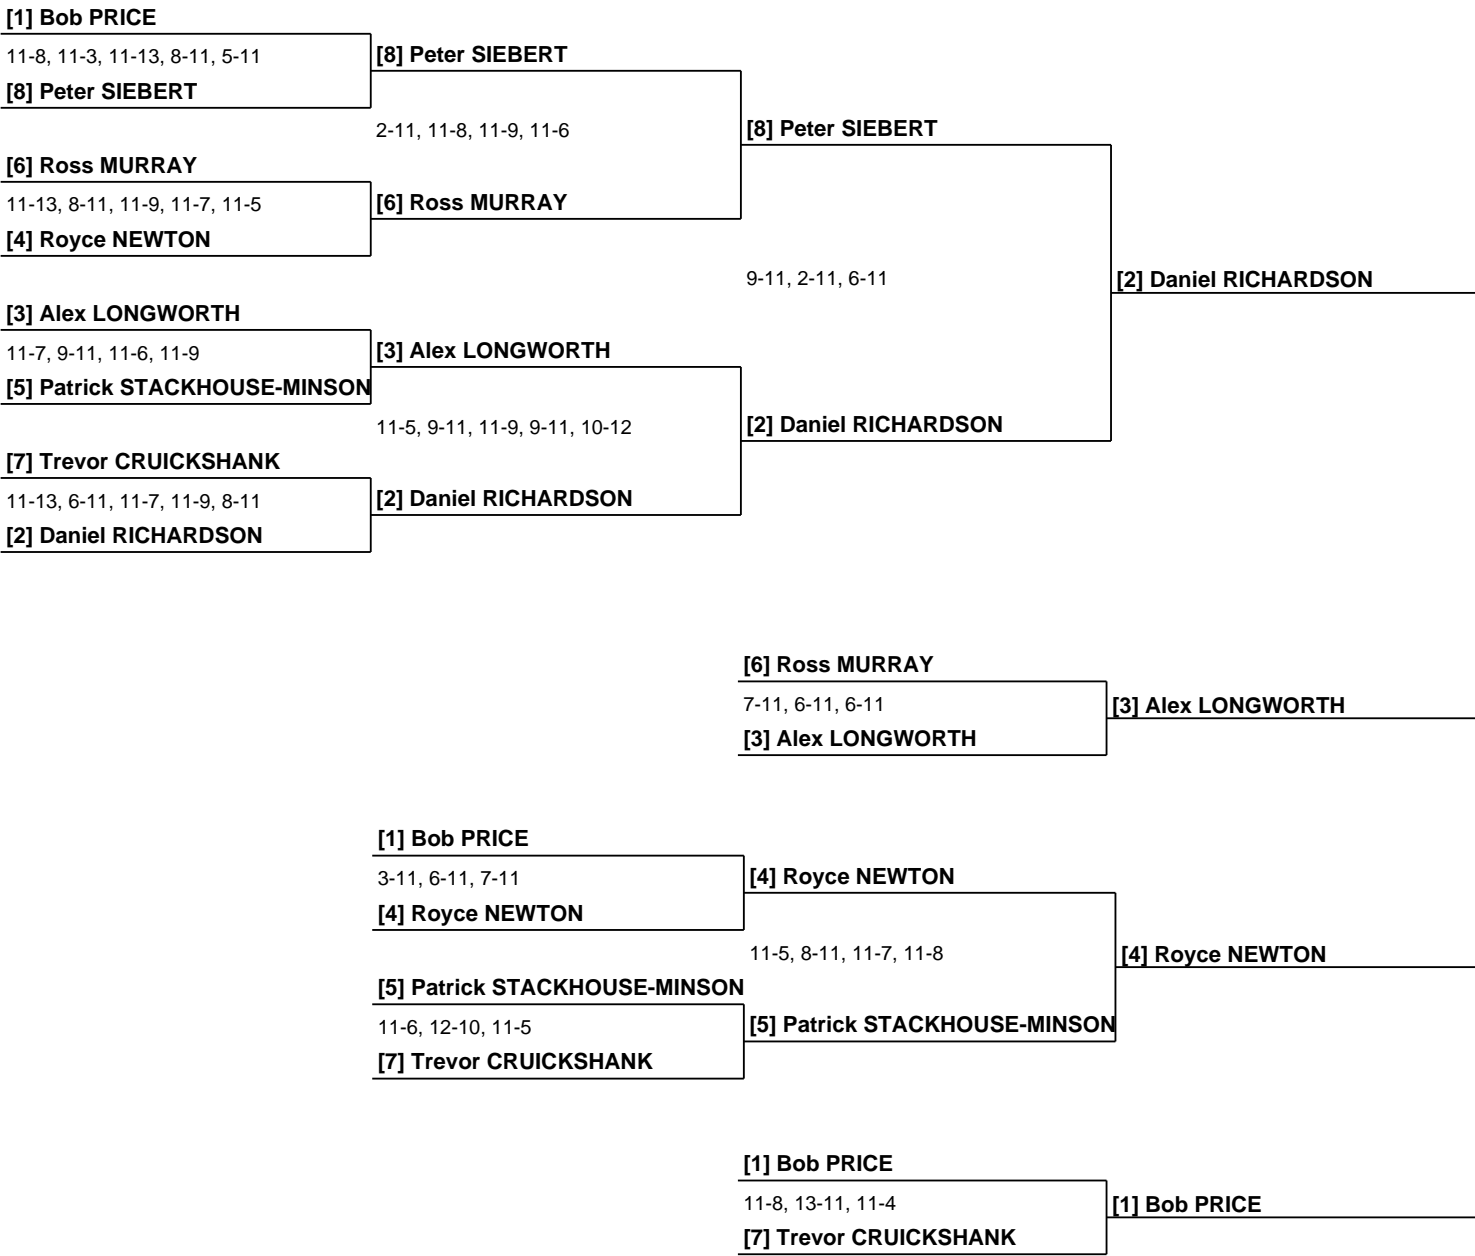 [1] Bob PRICE
11-8, 11-3, 11-13, 8-11, 5-11
[8] Peter SIEBERT
[8] Peter SIEBERT
2-11, 11-8, 11-9, 11-6
[8] Peter SIEBERT
[6] Ross MURRAY
11-13, 8-11, 11-9, 11-7, 11-5
[6] Ross MURRAY
[4] Royce NEWTON
9-11, 2-11, 6-11
[2] Daniel RICHARDSON
[3] Alex LONGWORTH
11-7, 9-11, 11-6, 11-9
[3] Alex LONGWORTH
[5] Patrick STACKHOUSE-MINSON
11-5, 9-11, 11-9, 9-11, 10-12
[2] Daniel RICHARDSON
[7] Trevor CRUICKSHANK
11-13, 6-11, 11-7, 11-9, 8-11
[2] Daniel RICHARDSON
[2] Daniel RICHARDSON
[6] Ross MURRAY
7-11, 6-11, 6-11
[3] Alex LONGWORTH
[3] Alex LONGWORTH
[1] Bob PRICE
3-11, 6-11, 7-11
[4] Royce NEWTON
[4] Royce NEWTON
11-5, 8-11, 11-7, 11-8
[4] Royce NEWTON
[5] Patrick STACKHOUSE-MINSON
11-6, 12-10, 11-5
[5] Patrick STACKHOUSE-MINSON
[7] Trevor CRUICKSHANK
[1] Bob PRICE
11-8, 13-11, 11-4
[1] Bob PRICE
[7] Trevor CRUICKSHANK